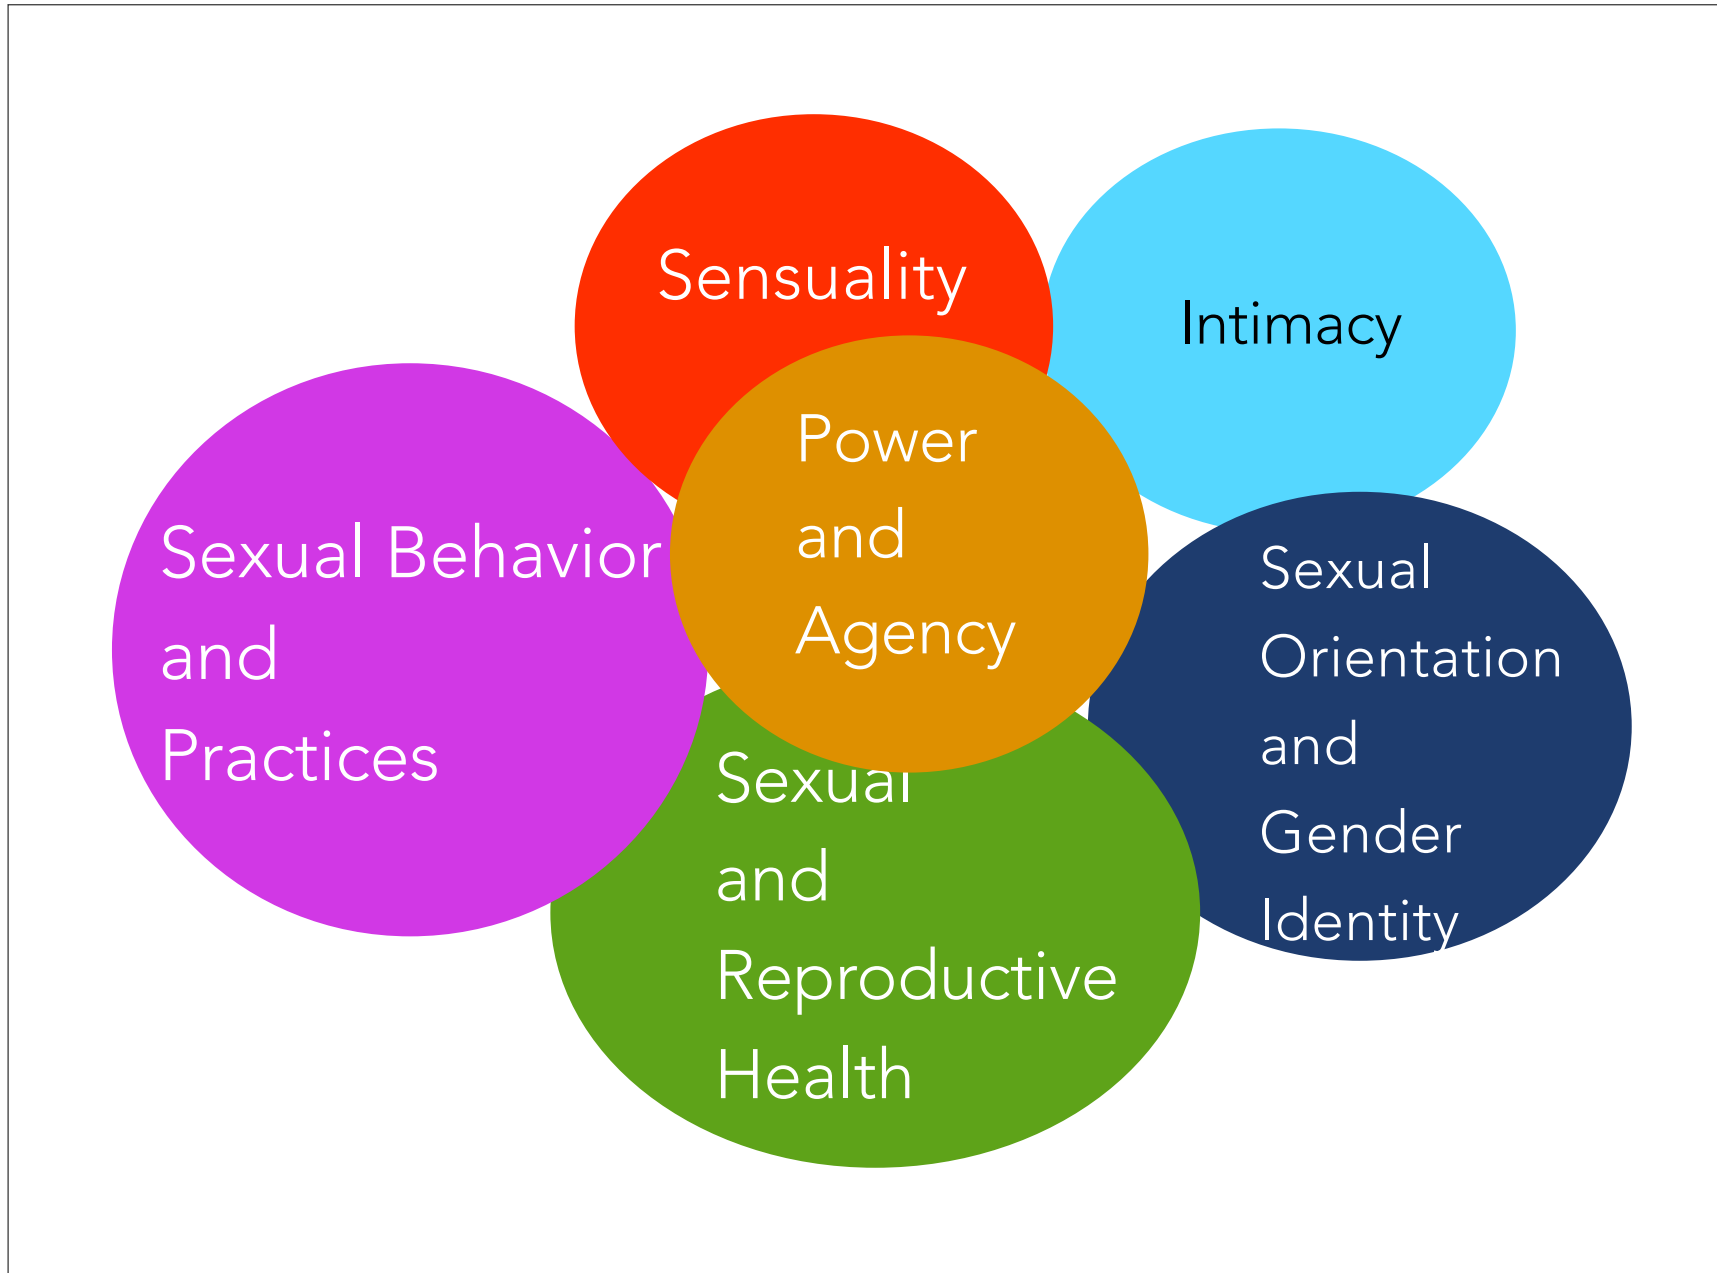 Sensuality
Intimacy
Power
and
Agency
Sexual Behavior
and
Practices
Sexual
Orientation
and
Gender
Identity
Sexual
and
Reproductive
Health